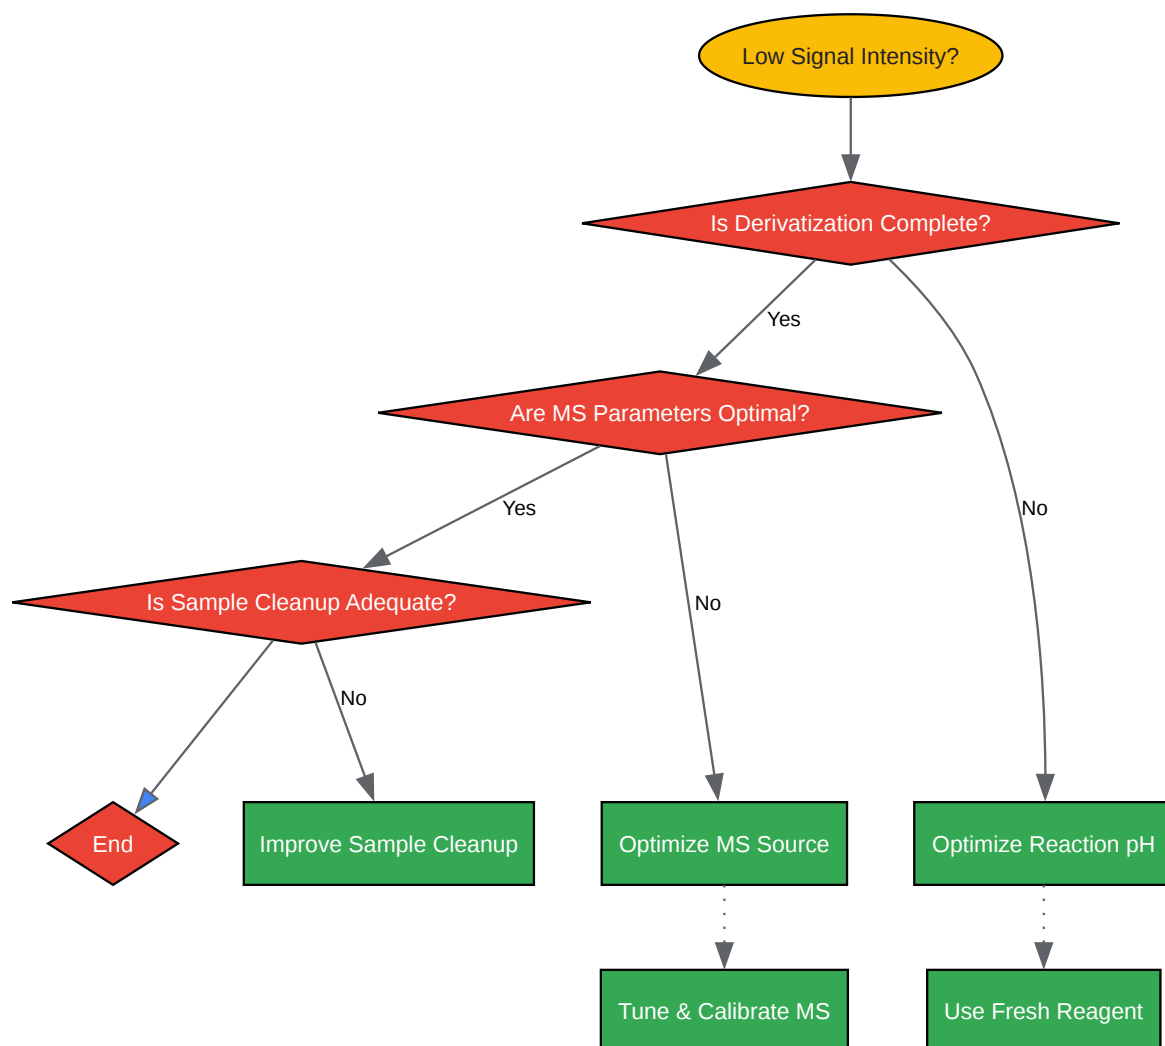 Low Signal Intensity?
Is Derivatization Complete?
Yes
Are MS Parameters Optimal?
Yes
No
Is Sample Cleanup Adequate?
No
No
End
Improve Sample Cleanup
Optimize MS Source
Optimize Reaction pH
Tune & Calibrate MS
Use Fresh Reagent